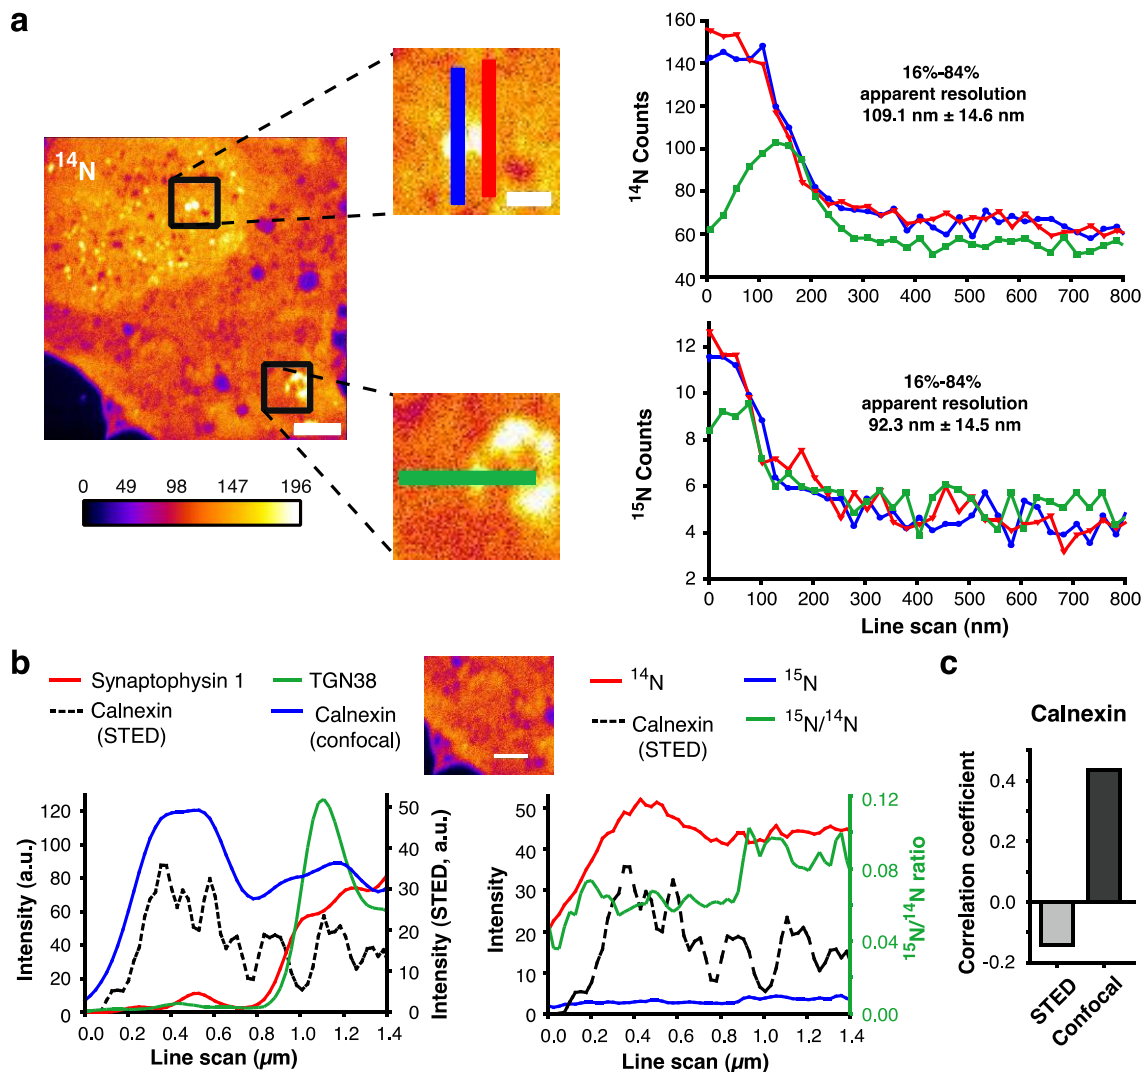 a
¹⁴N
0 49 98 147 196
160
140
120
100
80
60
40
¹⁴N Counts
16%-84%
apparent resolution
109.1 nm ± 14.6 nm
0 100 200 300 400 500 600 700 800
12
10
8
6
4
2
¹⁵N Counts
16%-84%
apparent resolution
92.3 nm ± 14.5 nm
0 100 200 300 400 500 600 700 800
Line scan (nm)
b
Synaptophysin 1
TGN38
Calnexin
(STED)
Calnexin
(confocal)
120
100
80
60
40
20
0
Intensity (a.u.)
50
40
30
20
10
0
Intensity (STED, a.u.)
0.0 0.2 0.4 0.6 0.8 1.0 1.2 1.4
Line scan (µm)
¹⁴N
¹⁵N
Calnexin
(STED)
¹⁵N/¹⁴N
50
40
30
20
10
0
Intensity
0.12
0.08
0.04
0.00
¹⁵N/¹⁴N ratio
0.0 0.2 0.4 0.6 0.8 1.0 1.2 1.4
Line scan (µm)
c
Calnexin
0.4
0.2
0.0
-0.2
Correlation coefficient
STED
Confocal